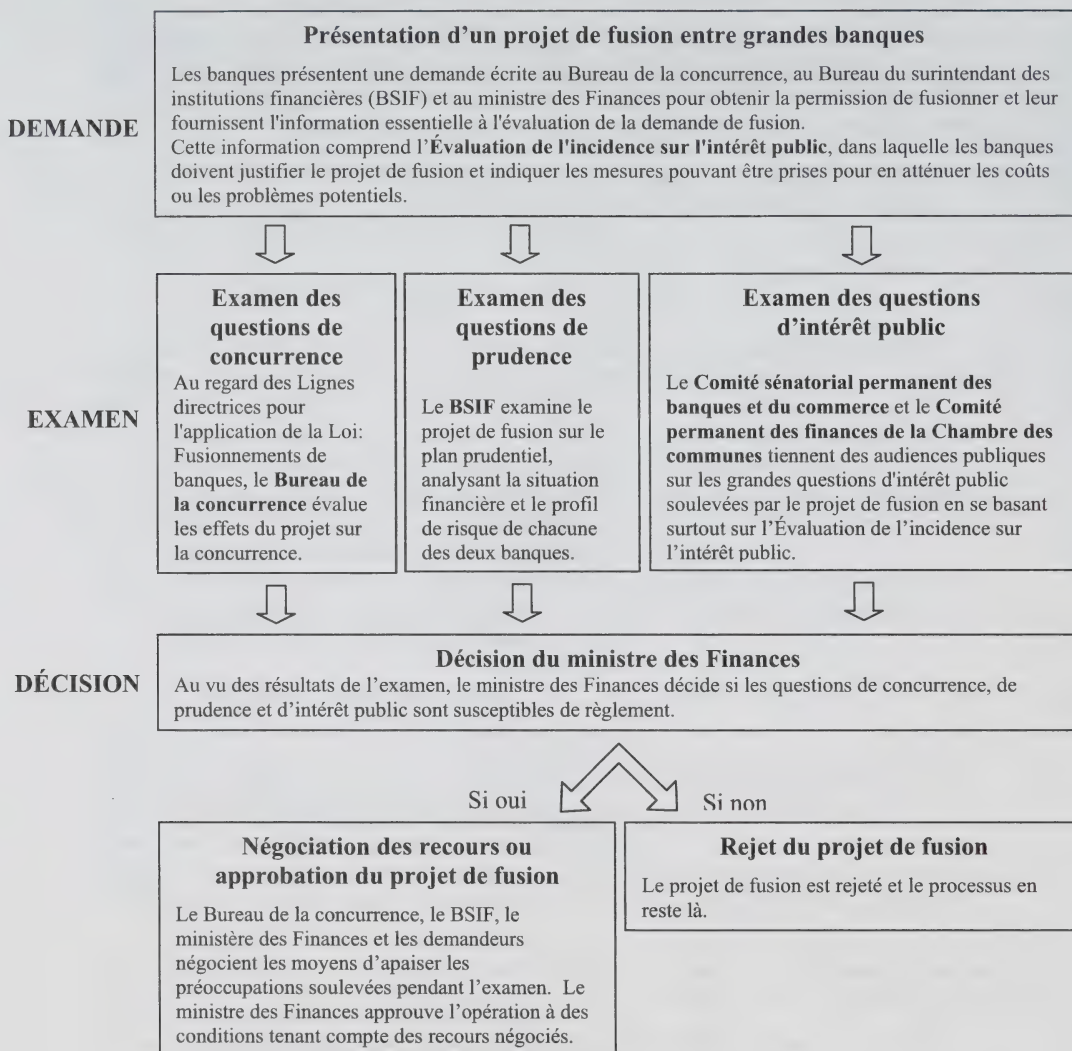 Présentation d'un projet de fusion entre grandes banques
Les banques présentent une demande écrite au Bureau de la concurrence, au Bureau du surintendant des
institutions financières (BSIF) et au ministre des Finances pour obtenir la permission de fusionner et leur
fournissent l'information essentielle à l'évaluation de la demande de fusion.
Cette information comprend l'Évaluation de l'incidence sur l'intérêt public, dans laquelle les banques
doivent justifier le projet de fusion et indiquer les mesures pouvant être prises pour en atténuer les coûts
ou les problèmes potentiels.
DEMANDE
EXAMEN
Examen des
questions de
concurrence
Au regard des Lignes
directrices pour
l'application de la Loi:
Fusionnements de
banques, le Bureau de
la concurrence évalue
les effets du projet sur
la concurrence.
Examen des
questions de
prudence
Le BSIF examine le
projet de fusion sur le
plan prudentiel,
analysant la situation
financière et le profil
de risque de chacune
des deux banques.
Examen des questions
d'intérêt public
Le Comité sénatorial permanent des
banques et du commerce et le Comité
permanent des finances de la Chambre des
communes tiennent des audiences publiques
sur les grandes questions d'intérêt public
soulevées par le projet de fusion en se basant
surtout sur l'Évaluation de l'incidence sur
l'intérêt public.
DÉCISION
Décision du ministre des Finances
Au vu des résultats de l'examen, le ministre des Finances décide si les questions de concurrence, de
prudence et d'intérêt public sont susceptibles de règlement.
Si oui
Si non
Négociation des recours ou
approbation du projet de fusion
Le Bureau de la concurrence, le BSIF, le
ministère des Finances et les demandeurs
négocient les moyens d'apaiser les
préoccupations soulevées pendant l'examen. Le
ministre des Finances approuve l'opération à des
conditions tenant compte des recours négociés.
Rejet du projet de fusion
Le projet de fusion est rejeté et le processus en
reste là.